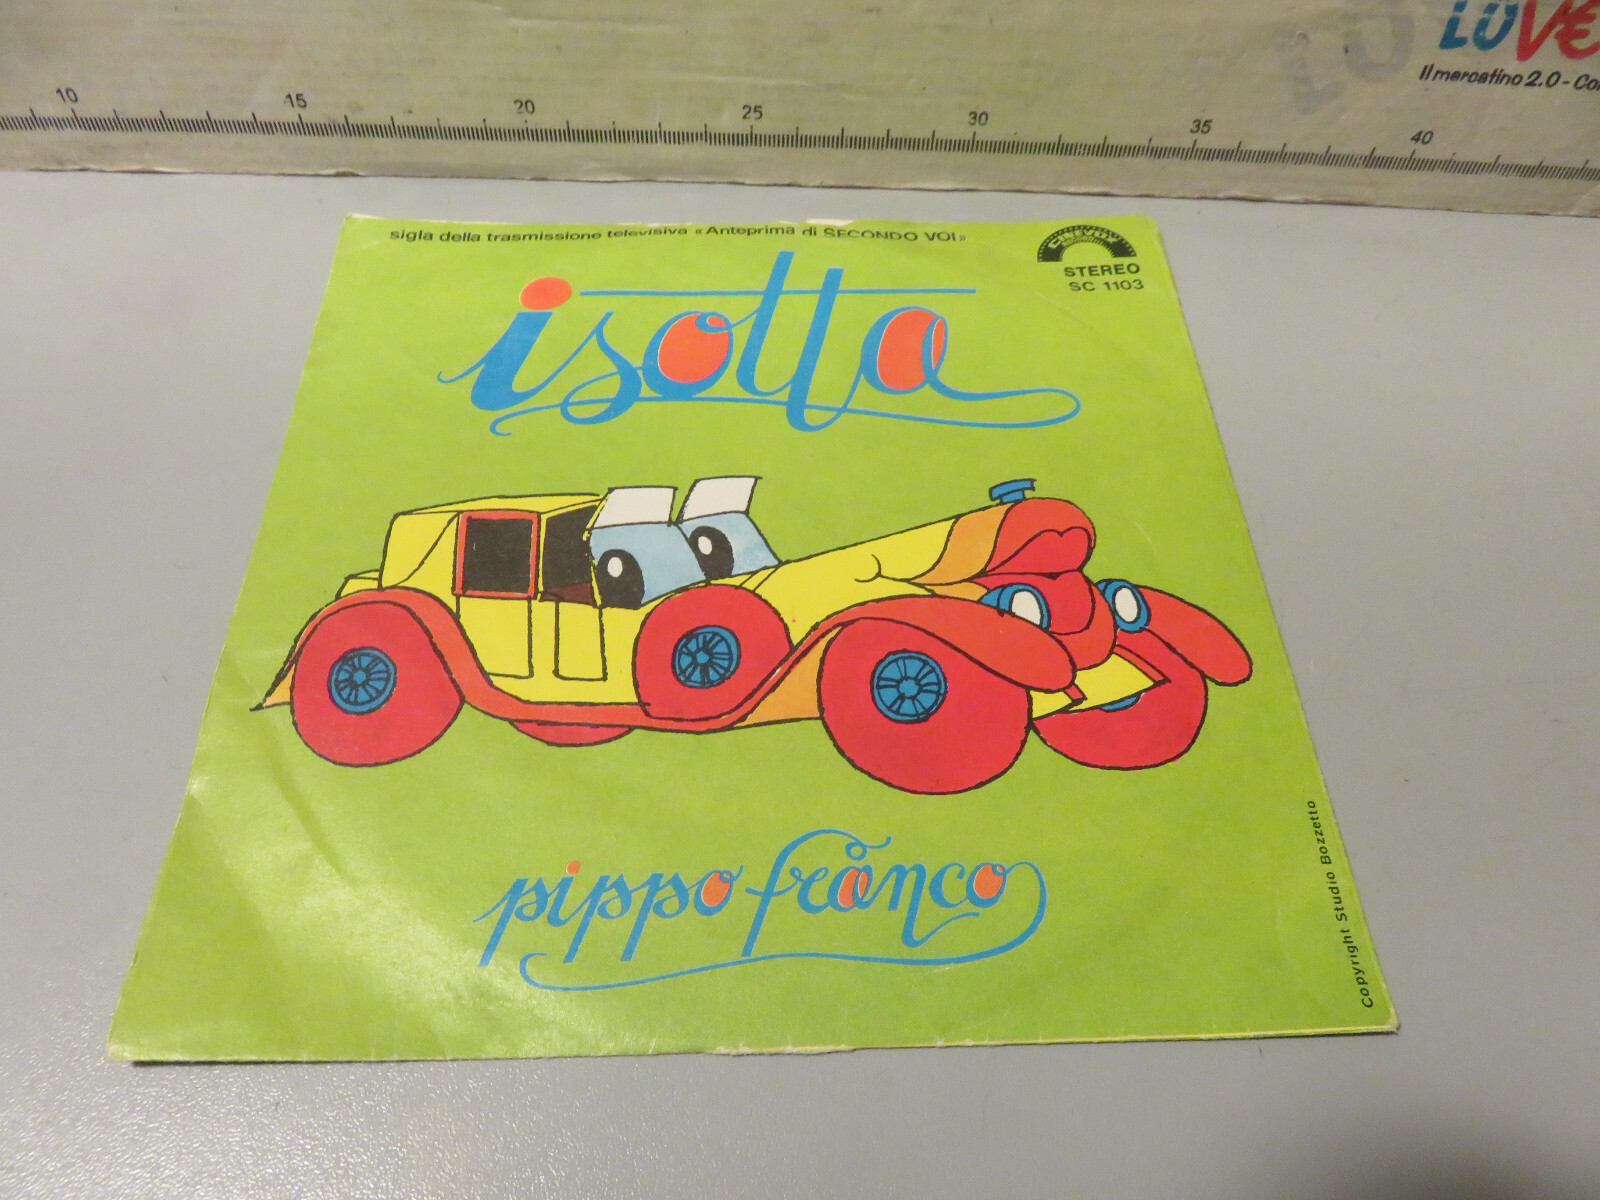 LOVE
Il mercatino 2.0 - Co
10 15 20 25 30 35 40
sigla della trasmissione televisiva «Anteprima di SECONDO VOI»
CINEVOX
STEREO
SC 1103
isotta
pippo franco
Copyright Studio Bozzetto